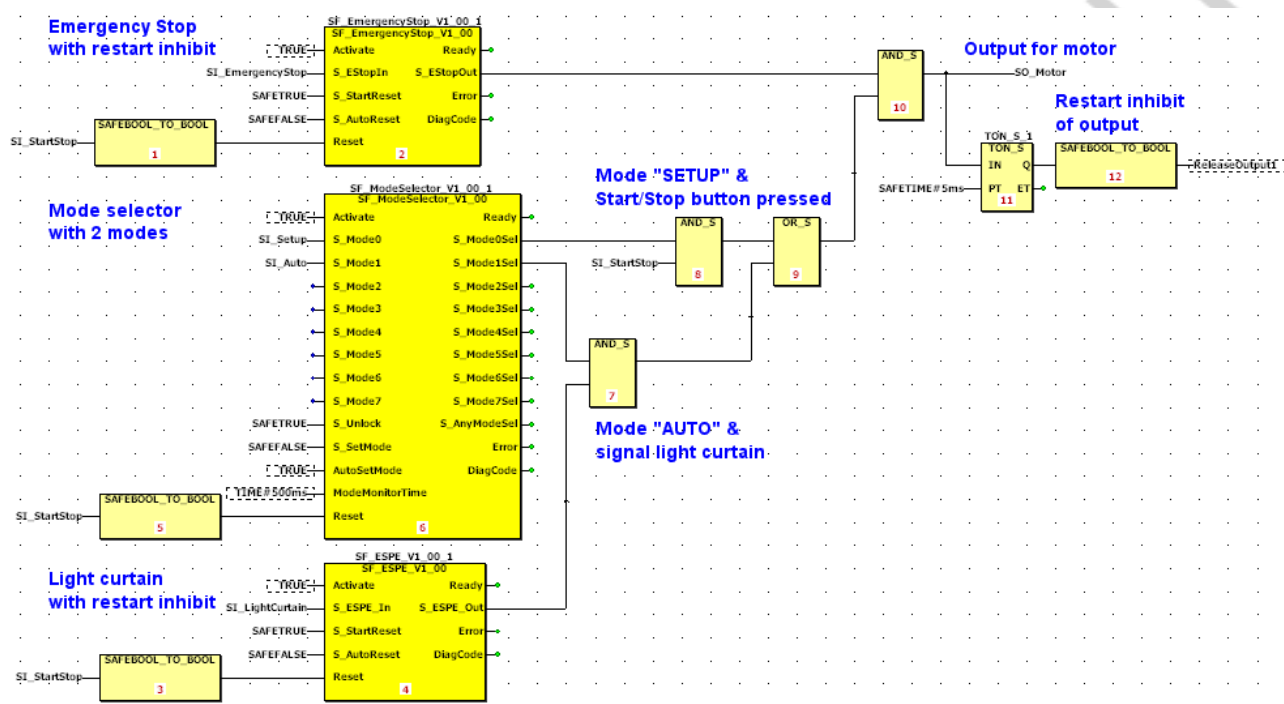 Emergency Stop
with restart inhibit
SF_EmergencyStop_V1_00_1
SF_EmergencyStop_V1_00
TRUE Activate Ready
SI_EmergencyStop S_EStopIn S_EStopOut
SAFETRUE S_StartReset Error
SAFEFALSE S_AutoReset DiagCode
SI_StartStop SAFEBOOL_TO_BOOL Reset
1
2
AND_S
10
Output for motor
SO_Motor
Restart inhibit
of output
TON_S_1
TON_S
IN Q
SAFETIME#5ms PT ET
11
SAFEBOOL_TO_BOOL
12
ReleaseOutput1
Mode selector
with 2 modes
SF_ModeSelector_V1_00_1
SF_ModeSelector_V1_00
TRUE Activate Ready
SI_Setup S_Mode0 S_Mode0Sel
SI_Auto S_Mode1 S_Mode1Sel
S_Mode2 S_Mode2Sel
S_Mode3 S_Mode3Sel
S_Mode4 S_Mode4Sel
S_Mode5 S_Mode5Sel
S_Mode6 S_Mode6Sel
S_Mode7 S_Mode7Sel
SAFETRUE S_Unlock S_AnyModeSel
SAFEFALSE S_SetMode Error
TRUE AutoSetMode DiagCode
TIME#500ms ModeMonitorTime
SAFEBOOL_TO_BOOL
SI_StartStop Reset
5
6
Mode "SETUP" &
Start/Stop button pressed
AND_S
SI_StartStop
8
OR_S
9
AND_S
7
Mode "AUTO" &
signal light curtain
Light curtain
with restart inhibit
SF_ESPE_V1_00_1
SF_ESPE_V1_00
TRUE Activate Ready
SI_LightCurtain S_ESPE_In S_ESPE_Out
SAFETRUE S_StartReset Error
SAFEFALSE S_AutoReset DiagCode
SAFEBOOL_TO_BOOL
SI_StartStop Reset
3
4